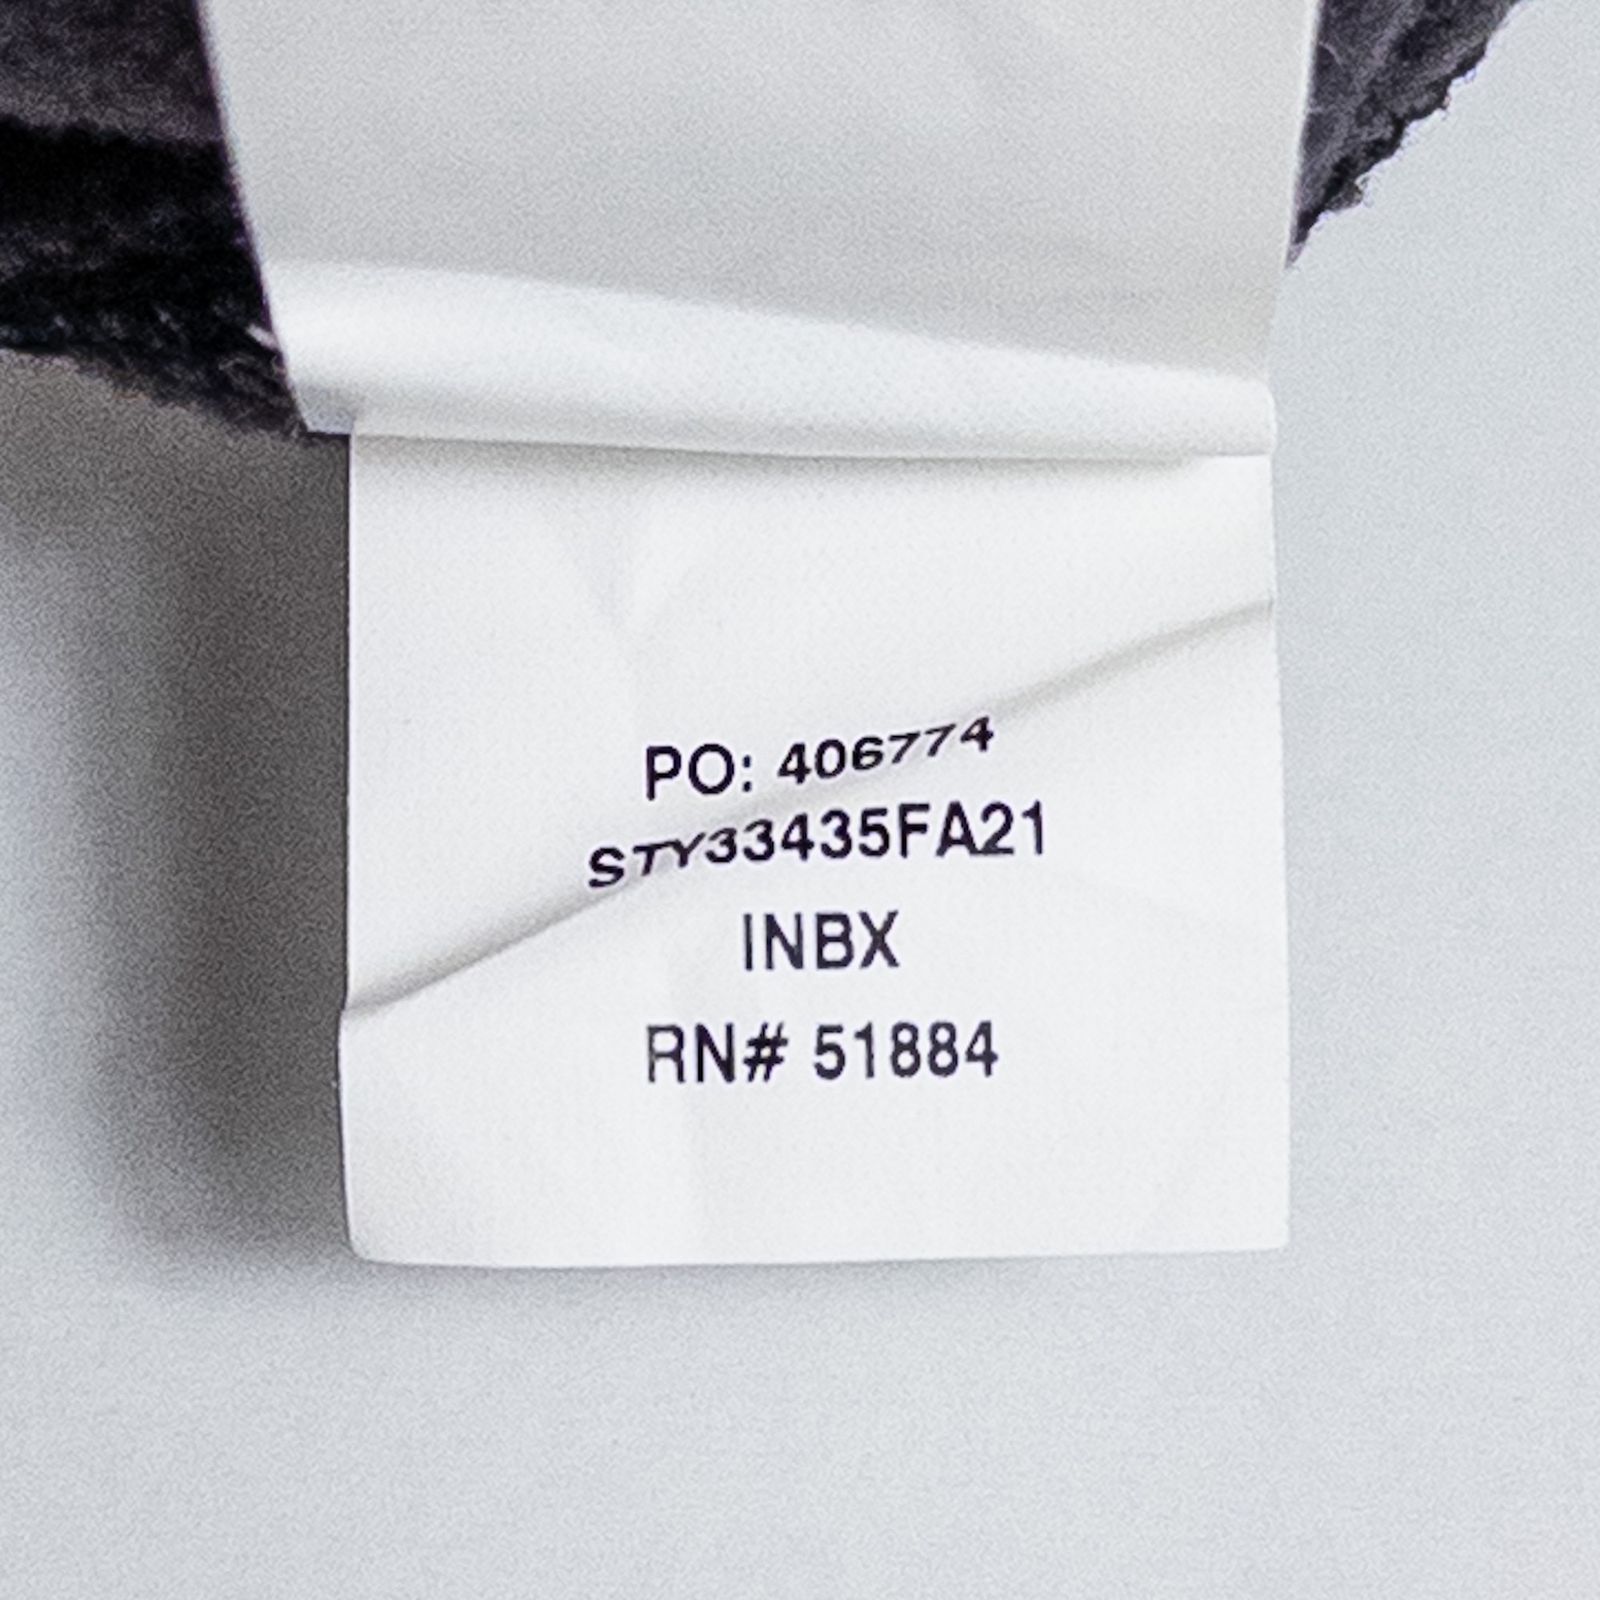 PO: 406774
STY33435FA21
INBX
RN# 51884